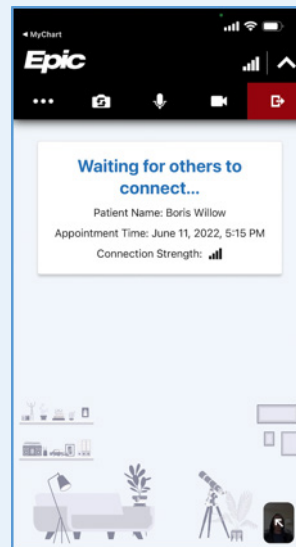 MyChart
Epic
Waiting for others to
connect...
Patient Name: Boris Willow
Appointment Time: June 11, 2022, 5:15 PM
Connection Strength: